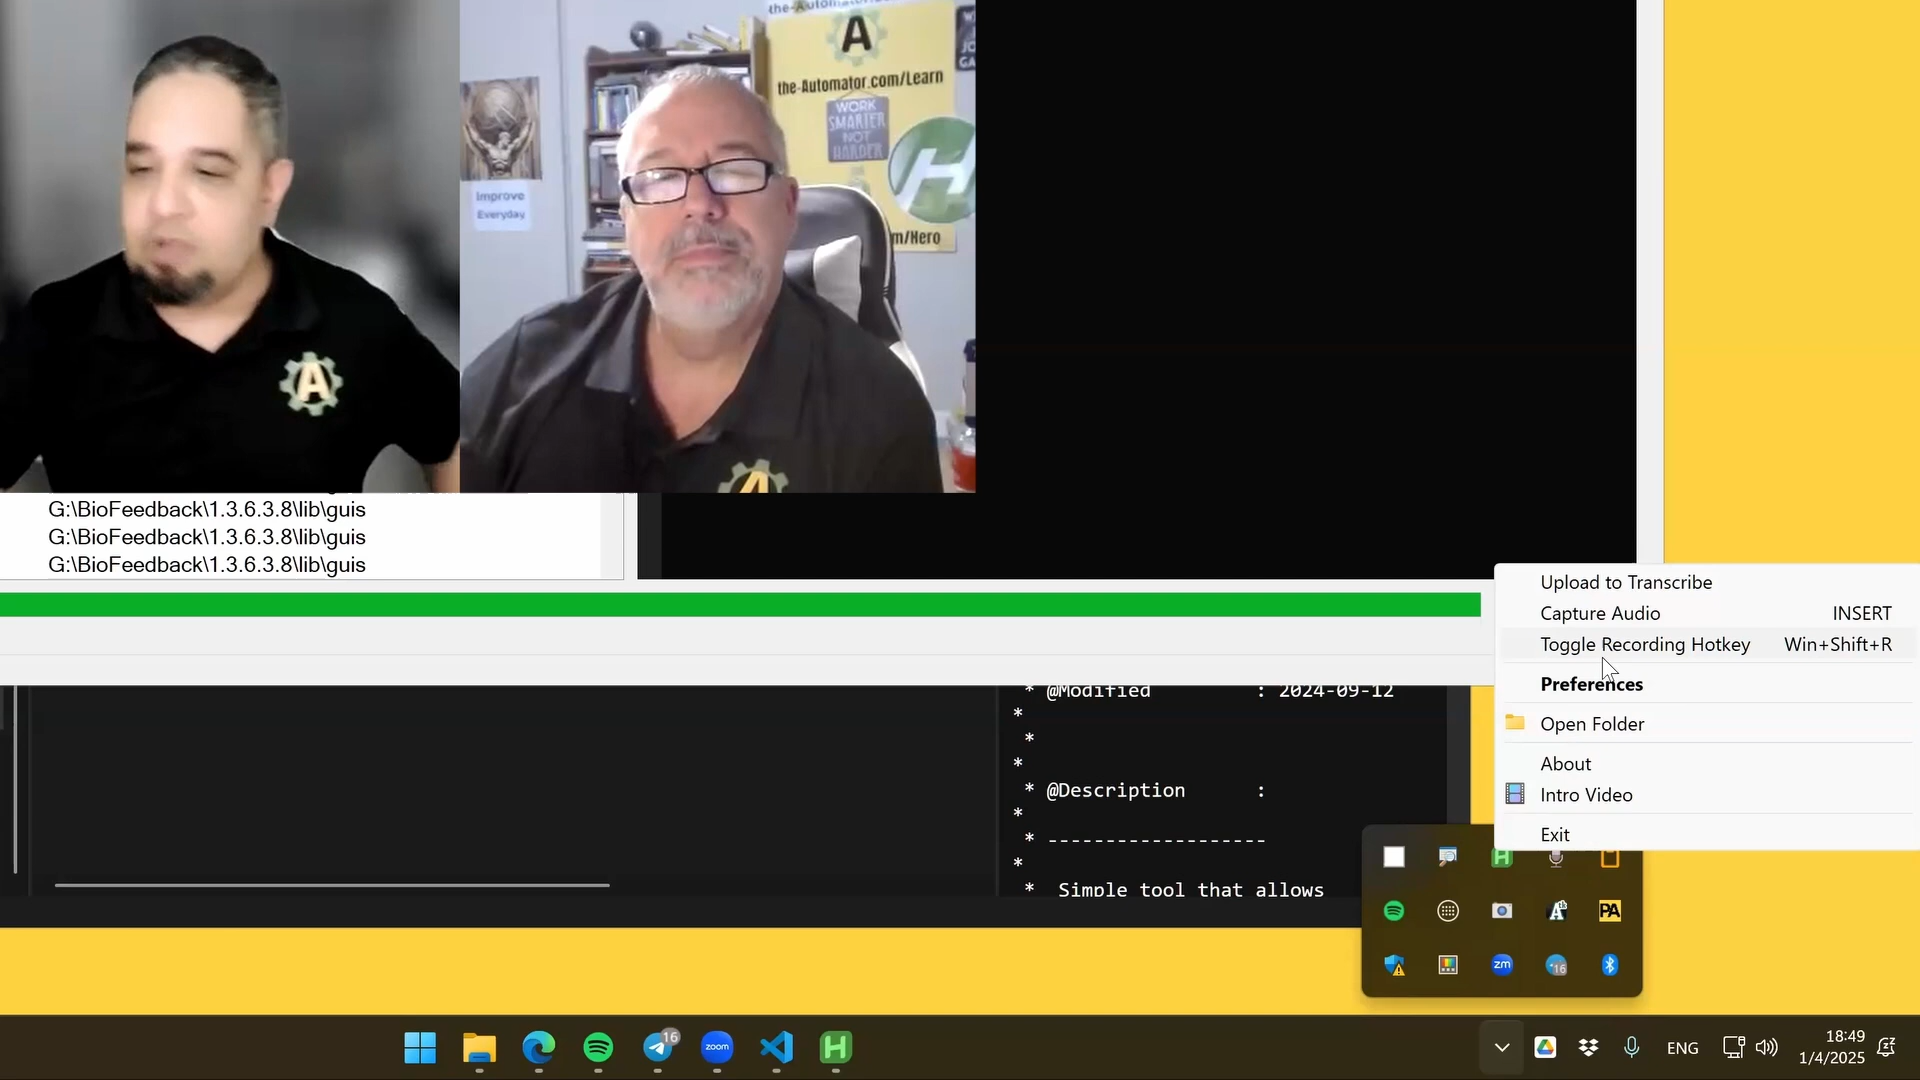 the-Automator.com/Learn
WORK
SMARTER
NOT
HARDER
Improve
Everyday
m/Hero
A
A
A
H
G:\BioFeedback\1.3.6.3.8\lib\guis
G:\BioFeedback\1.3.6.3.8\lib\guis
G:\BioFeedback\1.3.6.3.8\lib\guis
Upload to Transcribe
Capture Audio INSERT
Toggle Recording Hotkey Win+Shift+R
Preferences
Open Folder
About
Intro Video
Exit
* @Modified : 2024-09-12
*
*
*
* @Description :
*
* -------------------
*
* Simple tool that allows
H
PA
zm
16
16
zoom
H
ENG
18:49
1/4/2025